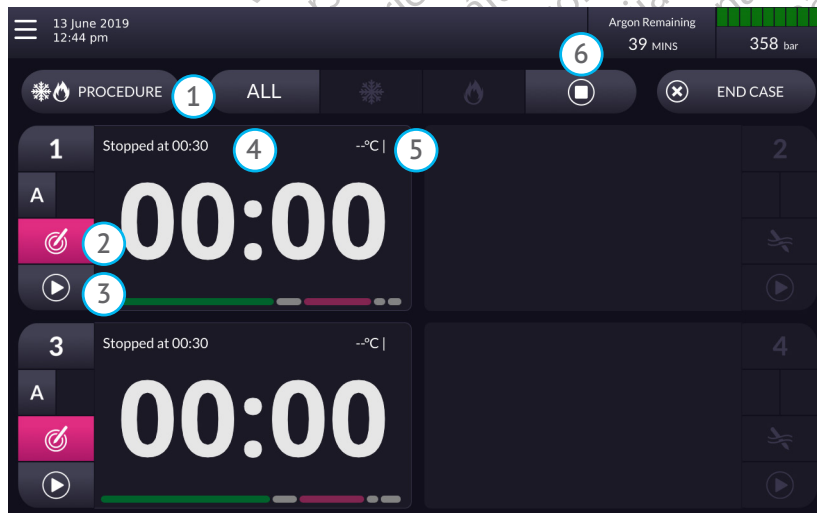 13 June 2019
12:44 pm
Argon Remaining
39 MINS
358 bar
6
PROCEDURE
1
ALL
END CASE
1
Stopped at 00:30
4
--°C |
5
2
A
00:00
2
3
3
Stopped at 00:30
--°C |
4
A
00:00